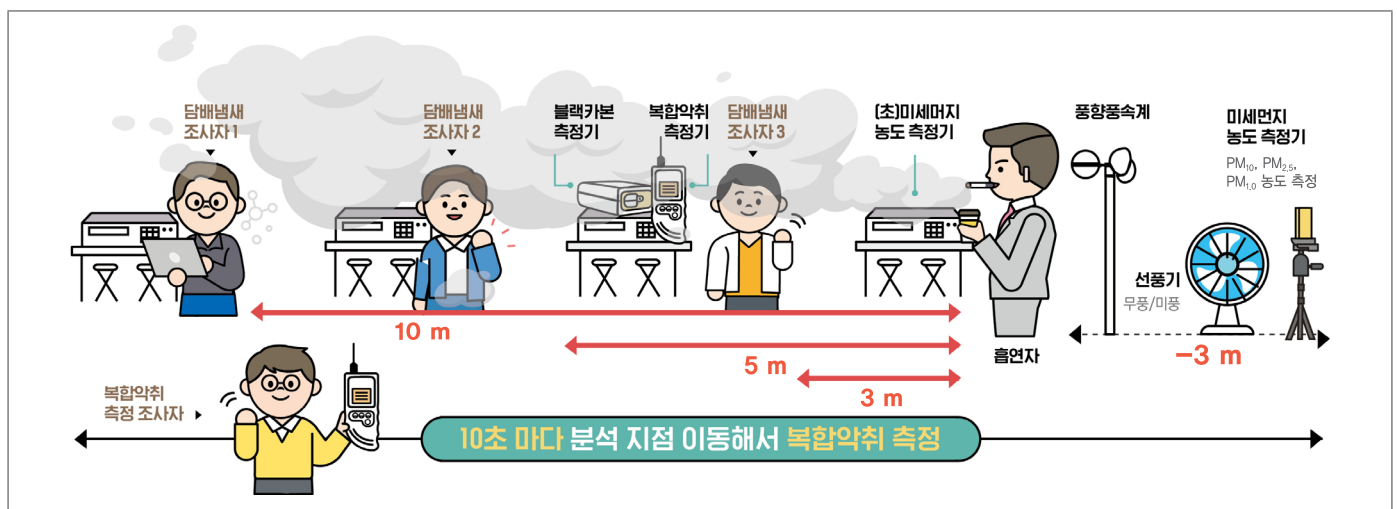 담배냄새
조사자 1
담배냄새
조사자 2
블랙카본
측정기
복합악취
측정기
담배냄새
조사자 3
(초)미세머지
농도 측정기
풍향풍속계
미세먼지
농도 측정기
PM10, PM2.5,
PM1.0 농도 측정
선풍기
무풍/미풍
흡연자
10 m
5 m
3 m
−3 m
복합악취
측정 조사자
10초 마다 분석 지점 이동해서 복합악취 측정